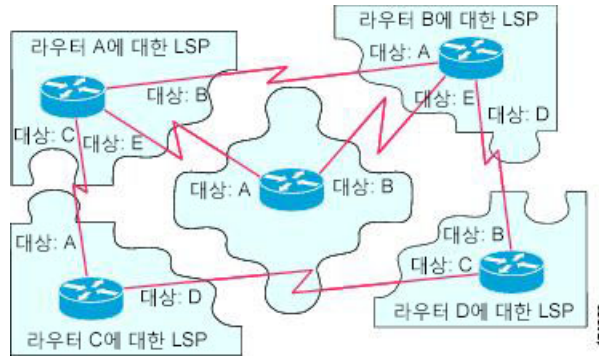 라우터 A에 대한 LSP
대상: B
대상: C
대상: E
라우터 B에 대한 LSP
대상: A
대상: E
대상: D
대상: A
대상: B
대상: A
대상: D
라우터 C에 대한 LSP
대상: B
대상: C
라우터 D에 대한 LSP